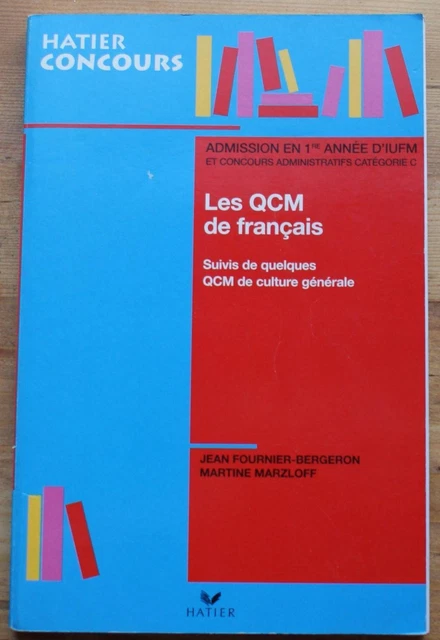 HATIER
CONCOURS
ADMISSION EN 1RE ANNÉE D'IUFM
ET CONCOURS ADMINISTRATIFS CATÉGORIE C
Les QCM
de français
Suivis de quelques
QCM de culture générale
JEAN FOURNIER-BERGERON
MARTINE MARZLOFF
HATIER